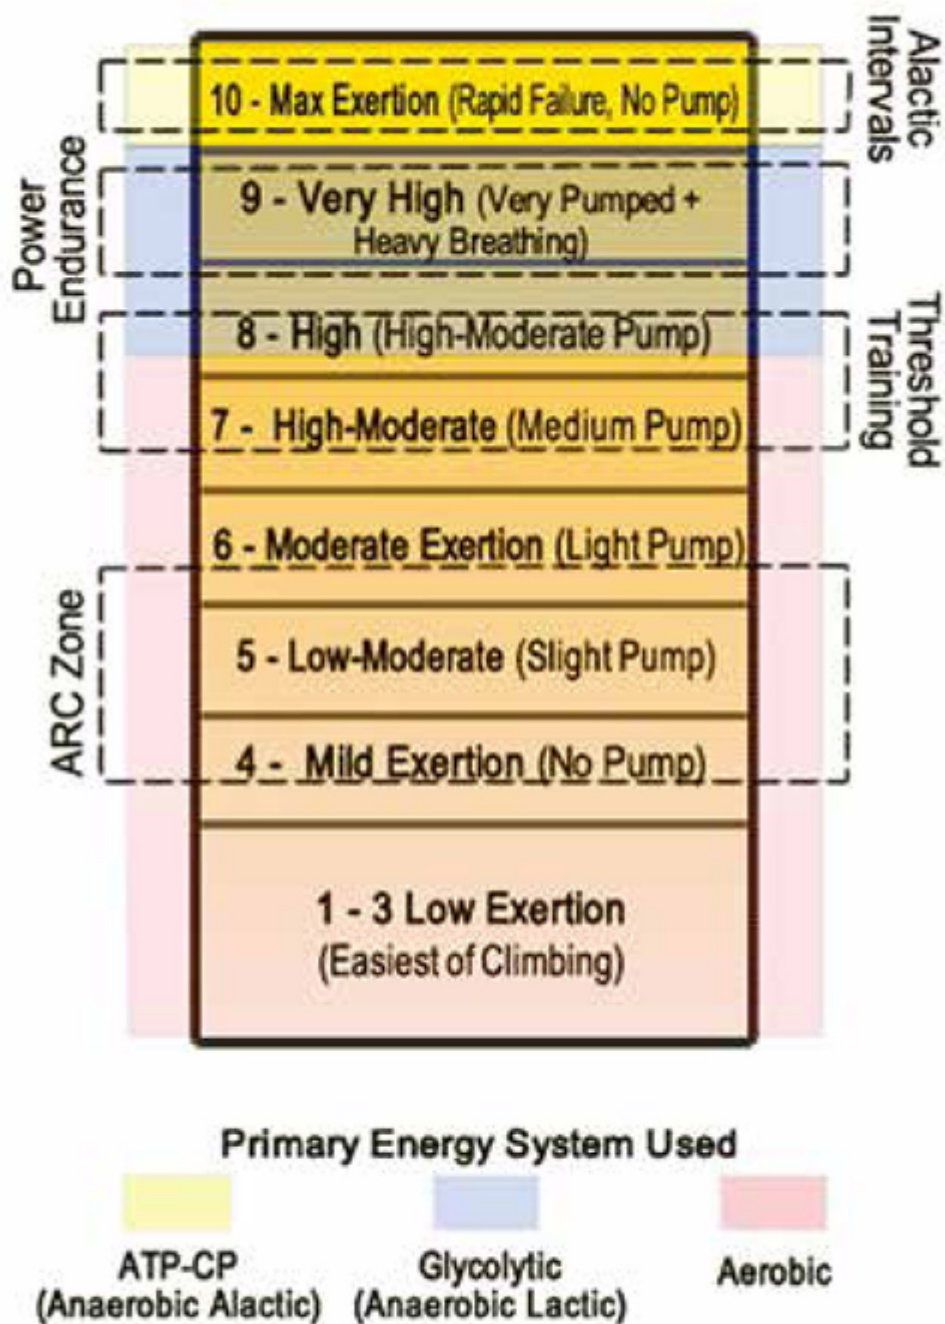 Alactic
Intervals
10 - Max Exertion (Rapid Failure, No Pump)
Power
Endurance
9 - Very High (Very Pumped +
Heavy Breathing)
Threshold
Training
8 - High (High-Moderate Pump)
7 - High-Moderate (Medium Pump)
6 - Moderate Exertion (Light Pump)
ARC Zone
5 - Low-Moderate (Slight Pump)
4 - Mild Exertion (No Pump)
1 - 3 Low Exertion
(Easiest of Climbing)
Primary Energy System Used
ATP-CP
(Anaerobic Alactic)
Glycolytic
(Anaerobic Lactic)
Aerobic